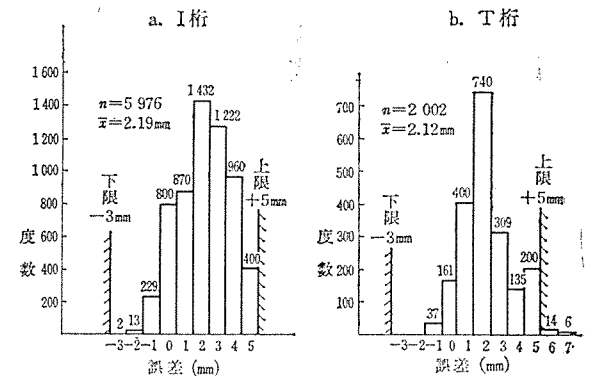 a. I桁
1 600
1 400
1 200
1 000
800
600
400
200
度数
n=5 976
x̄=2.19mm
下限
−3mm
上限
+5mm
2
13
229
800
870
1 432
1 222
960
400
−3 −2 −1 0 1 2 3 4 5
誤差 (mm)
b. T桁
700
600
500
400
300
200
100
度数
n=2 002
x̄=2.12mm
下限
−3mm
上限
+5mm
37
161
400
740
309
135
200
14
6
−3 −2 −1 0 1 2 3 4 5 6 7
誤差 (mm)